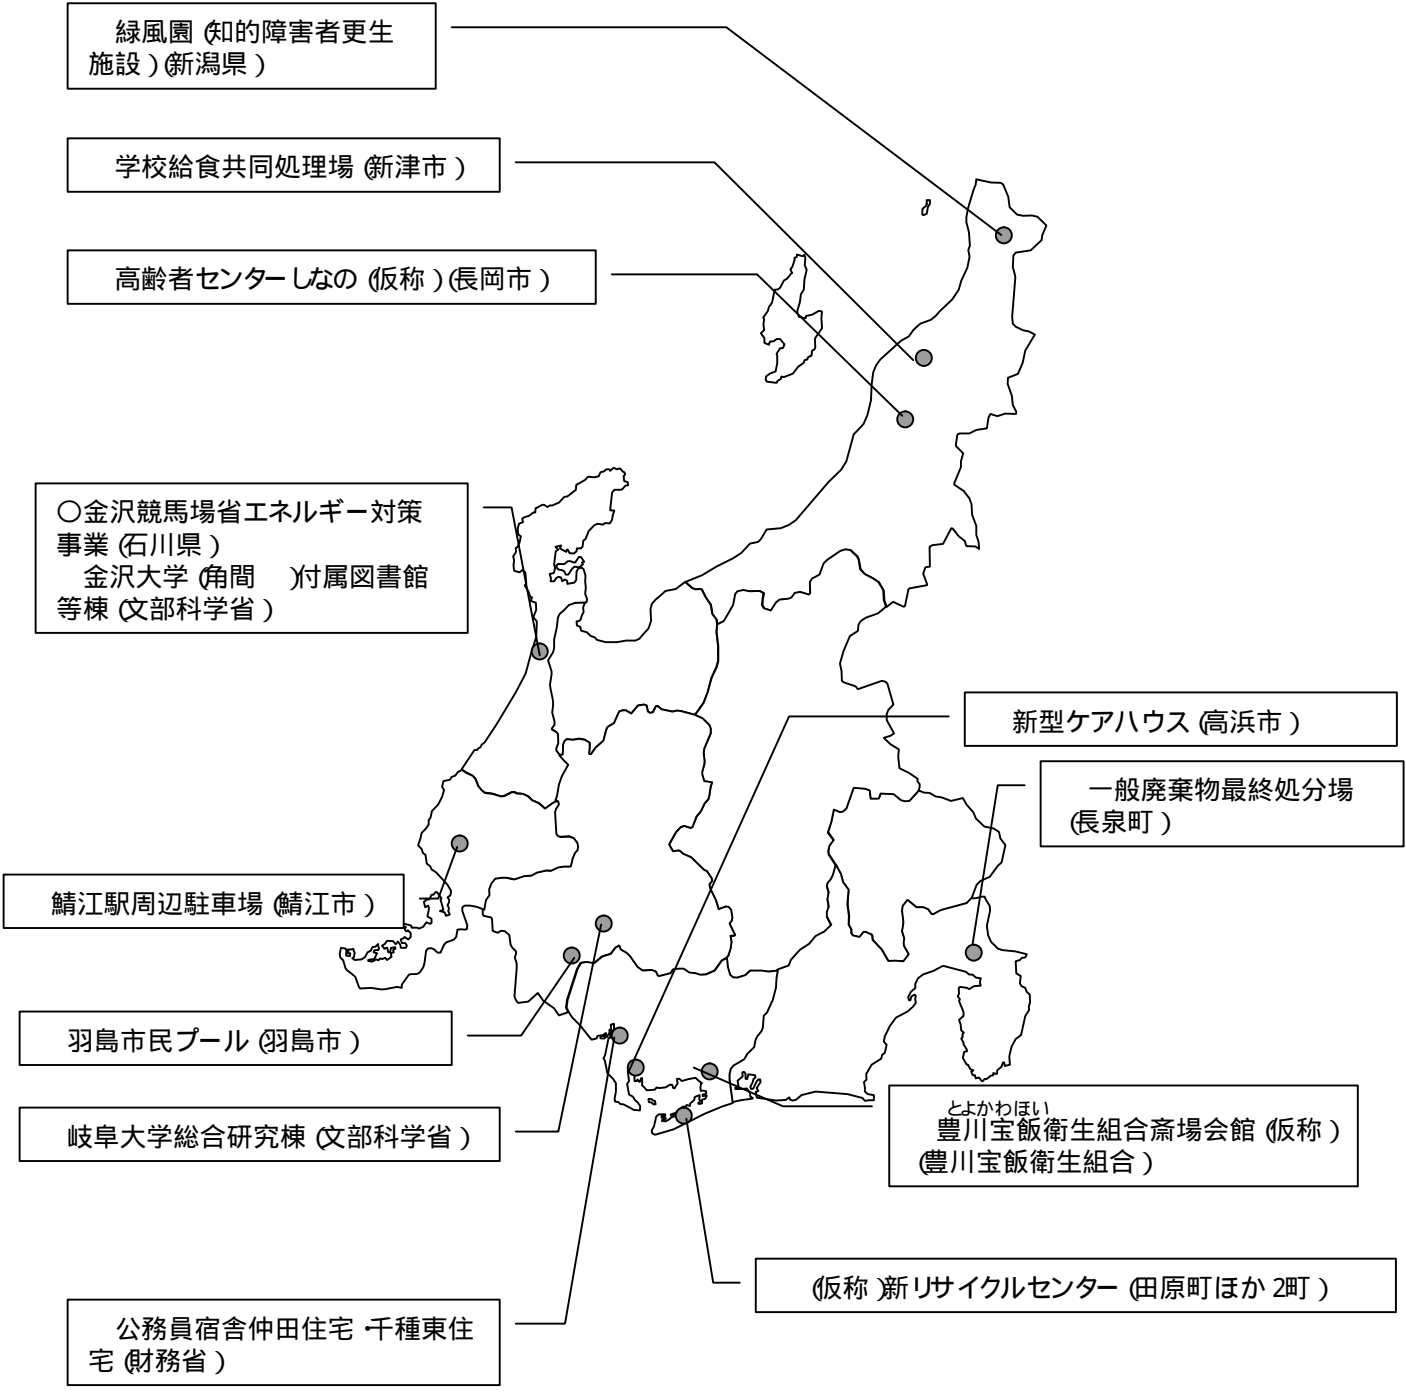 緑風園(知的障害者更生
施設)(新潟県)
学校給食共同処理場(新津市)
高齢者センターしなの(仮称)(長岡市)
〇金沢競馬場省エネルギー対策
事業(石川県)
金沢大学(角間　)付属図書館
等棟(文部科学省)
新型ケアハウス(高浜市)
一般廃棄物最終処分場
(長泉町)
鯖江駅周辺駐車場(鯖江市)
羽島市民プール(羽島市)
岐阜大学総合研究棟(文部科学省)
とよかわほい
豊川宝飯衛生組合斎場会館(仮称)
(豊川宝飯衛生組合)
(仮称)新リサイクルセンター(田原町ほか2町)
公務員宿舎仲田住宅・千種東住
宅(財務省)